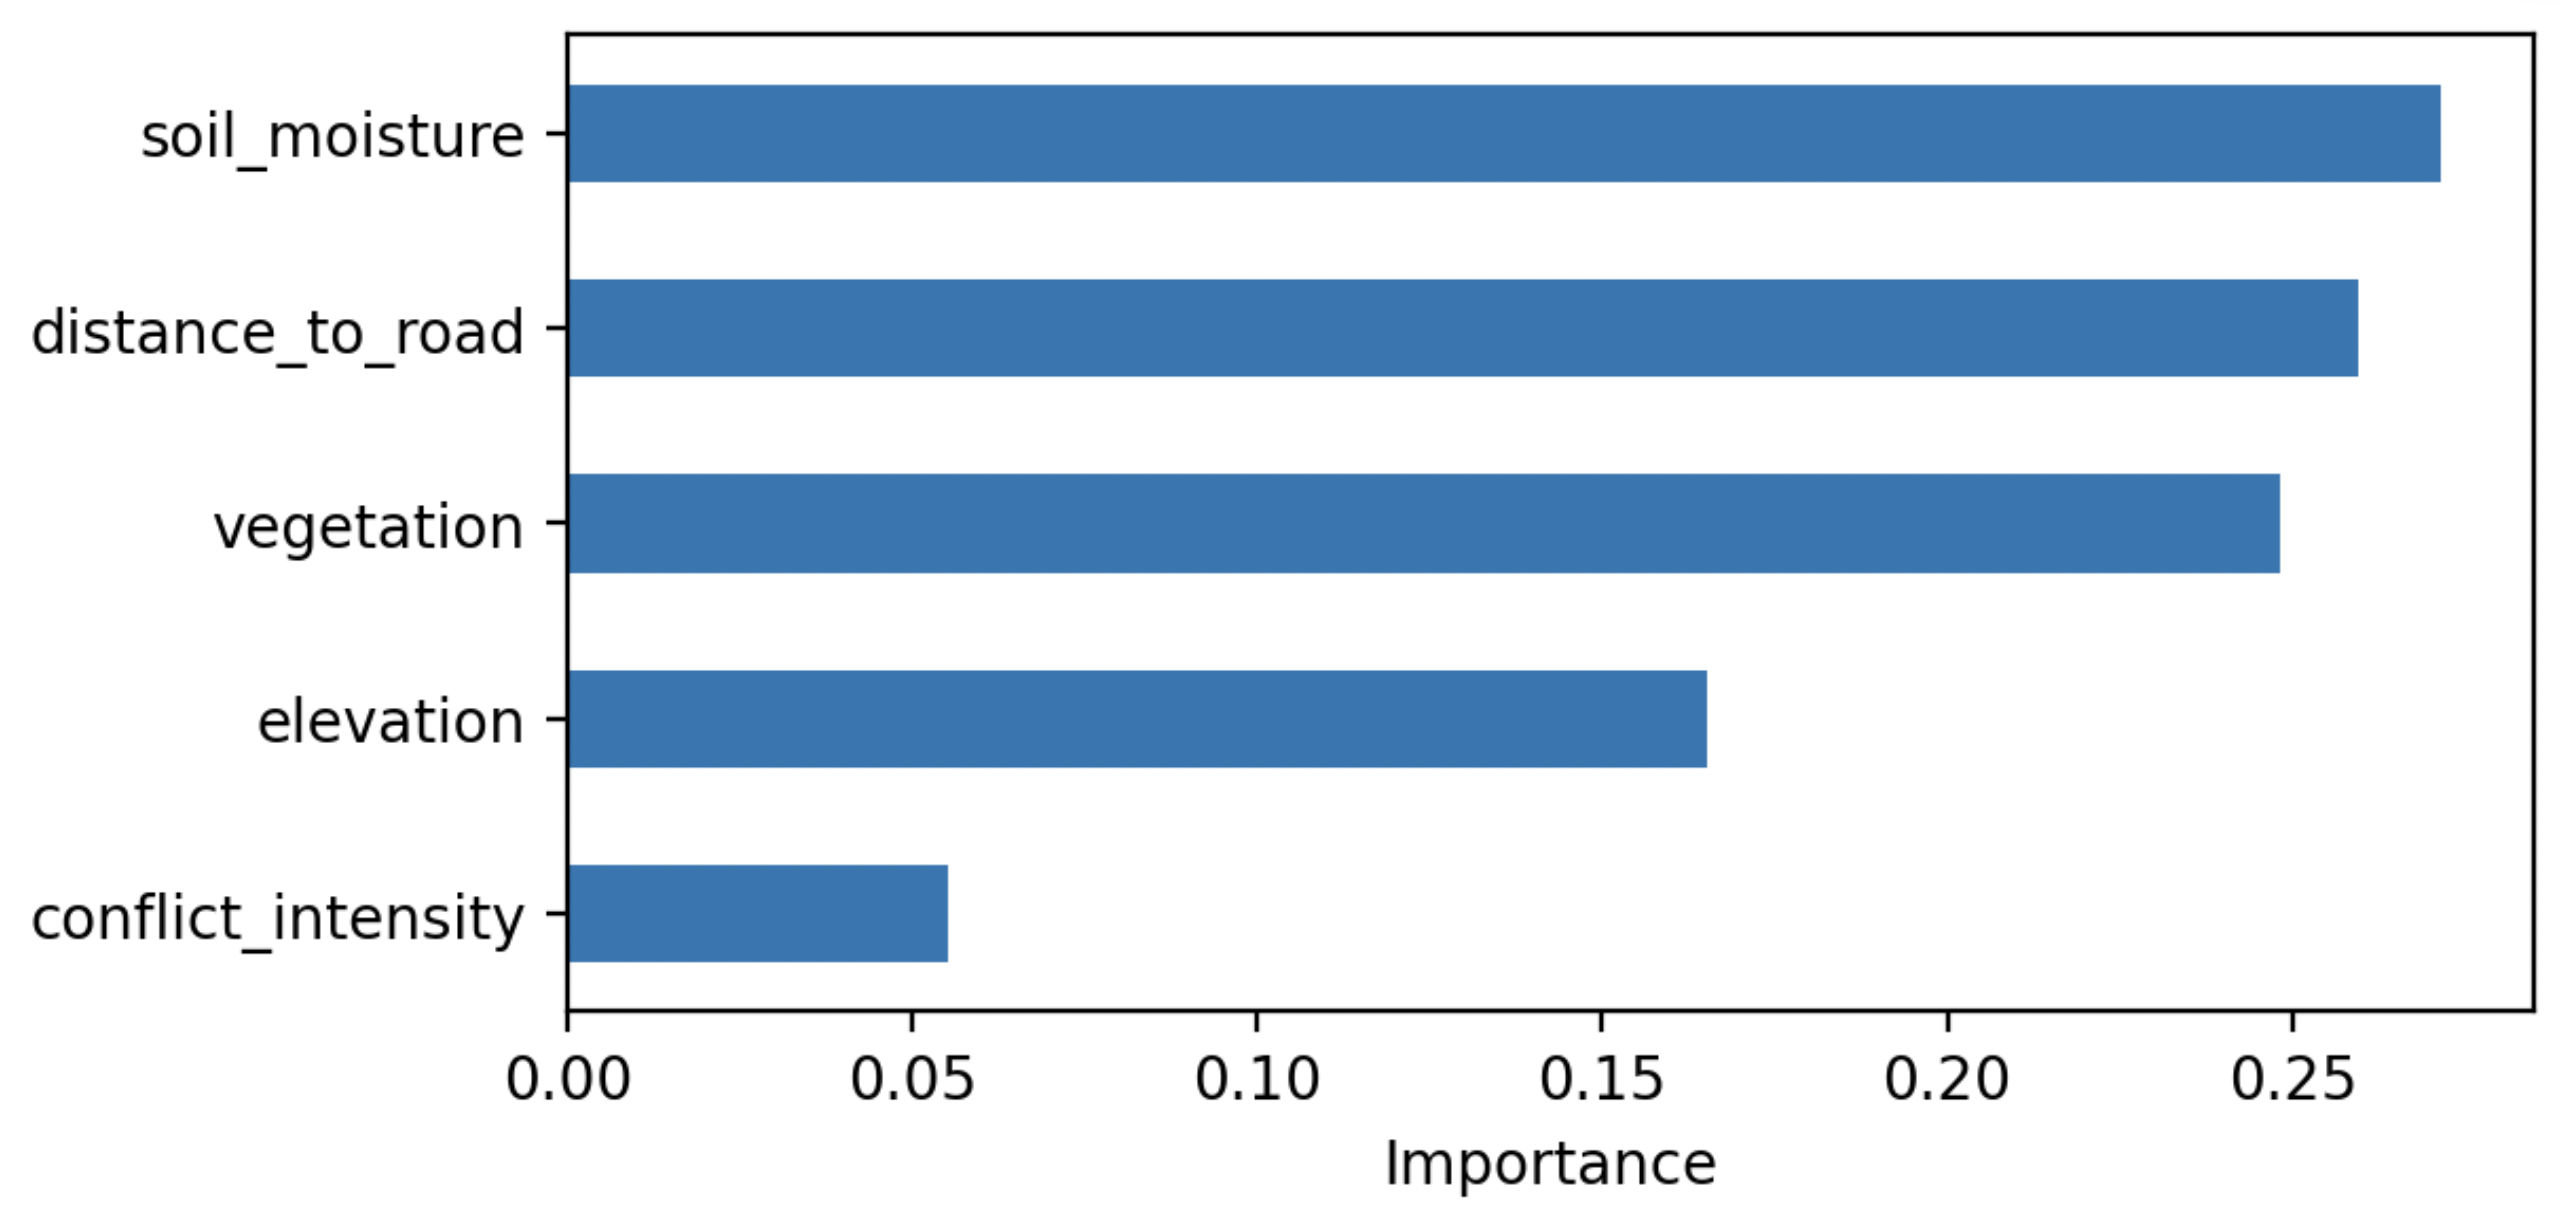 soil_moisture
distance_to_road
vegetation
elevation
conflict_intensity
0.00 0.05 0.10 0.15 0.20 0.25
Importance